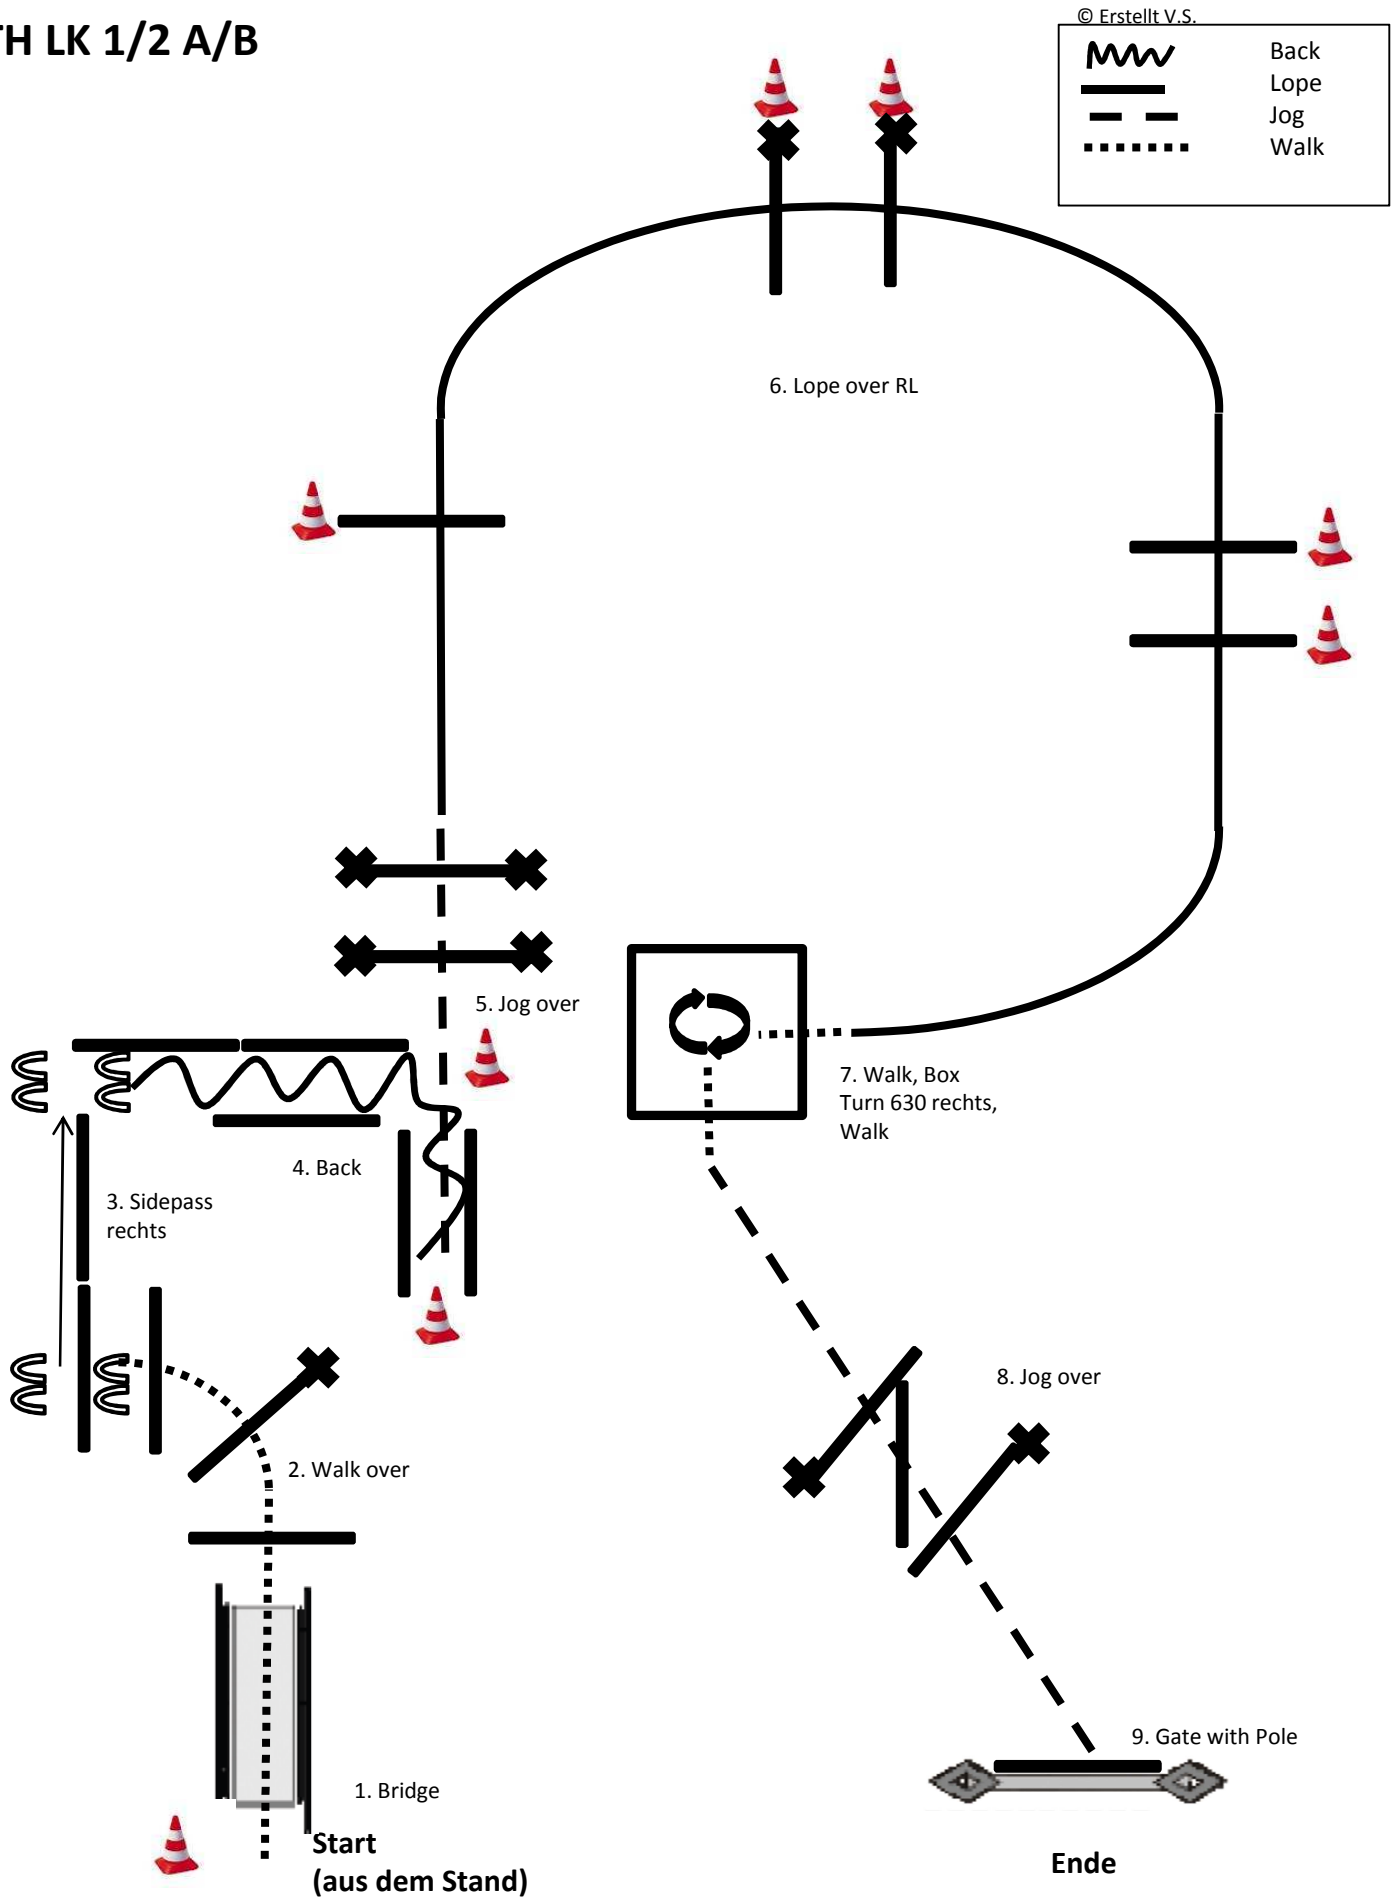 TH LK 1/2 A/B
© Erstellt V.S.
Back
Lope
Jog
Walk
6. Lope over RL
5. Jog over
7. Walk, Box
Turn 630 rechts,
Walk
4. Back
3. Sidepass
rechts
8. Jog over
2. Walk over
9. Gate with Pole
1. Bridge
Start
(aus dem Stand)
Ende